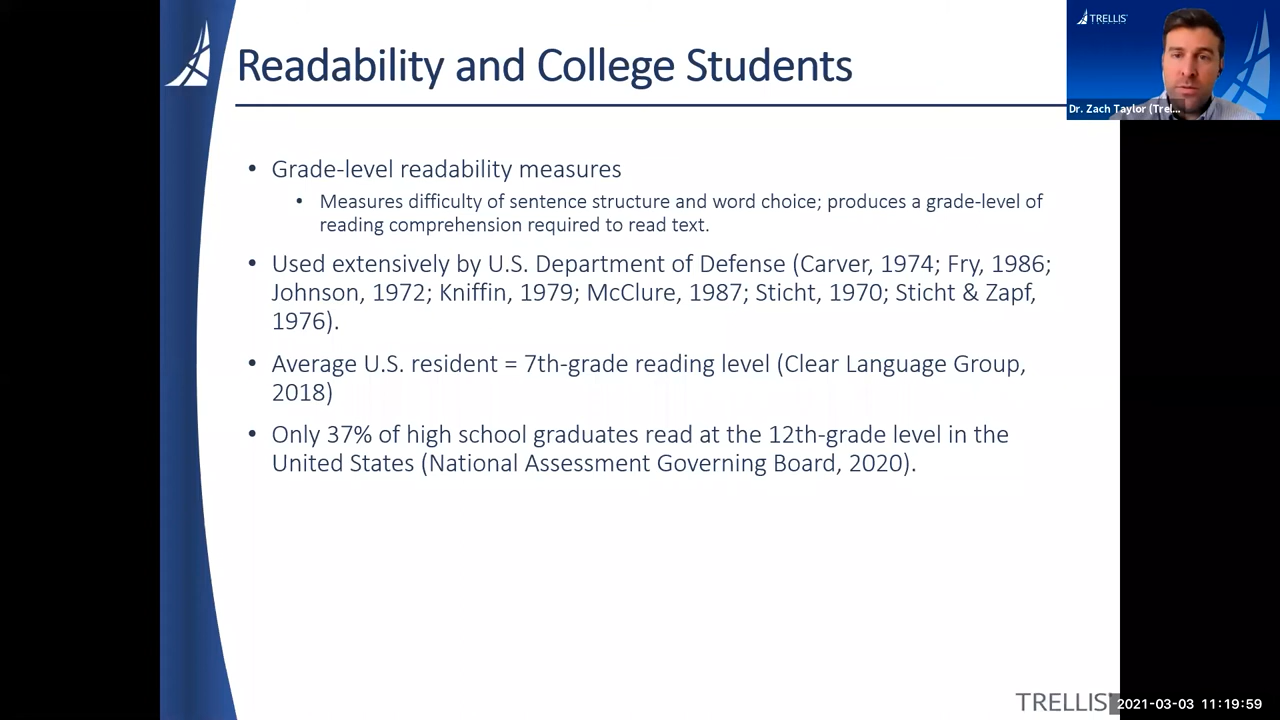 Readability and College Students
TRELLIS
Dr. Zach Taylor (Trel...
• Grade-level readability measures
• Measures difficulty of sentence structure and word choice; produces a grade-level of
reading comprehension required to read text.
• Used extensively by U.S. Department of Defense (Carver, 1974; Fry, 1986;
Johnson, 1972; Kniffin, 1979; McClure, 1987; Sticht, 1970; Sticht & Zapf,
1976).
• Average U.S. resident = 7th-grade reading level (Clear Language Group,
2018)
• Only 37% of high school graduates read at the 12th-grade level in the
United States (National Assessment Governing Board, 2020).
TRELLIS
2021-03-03 11:19:59